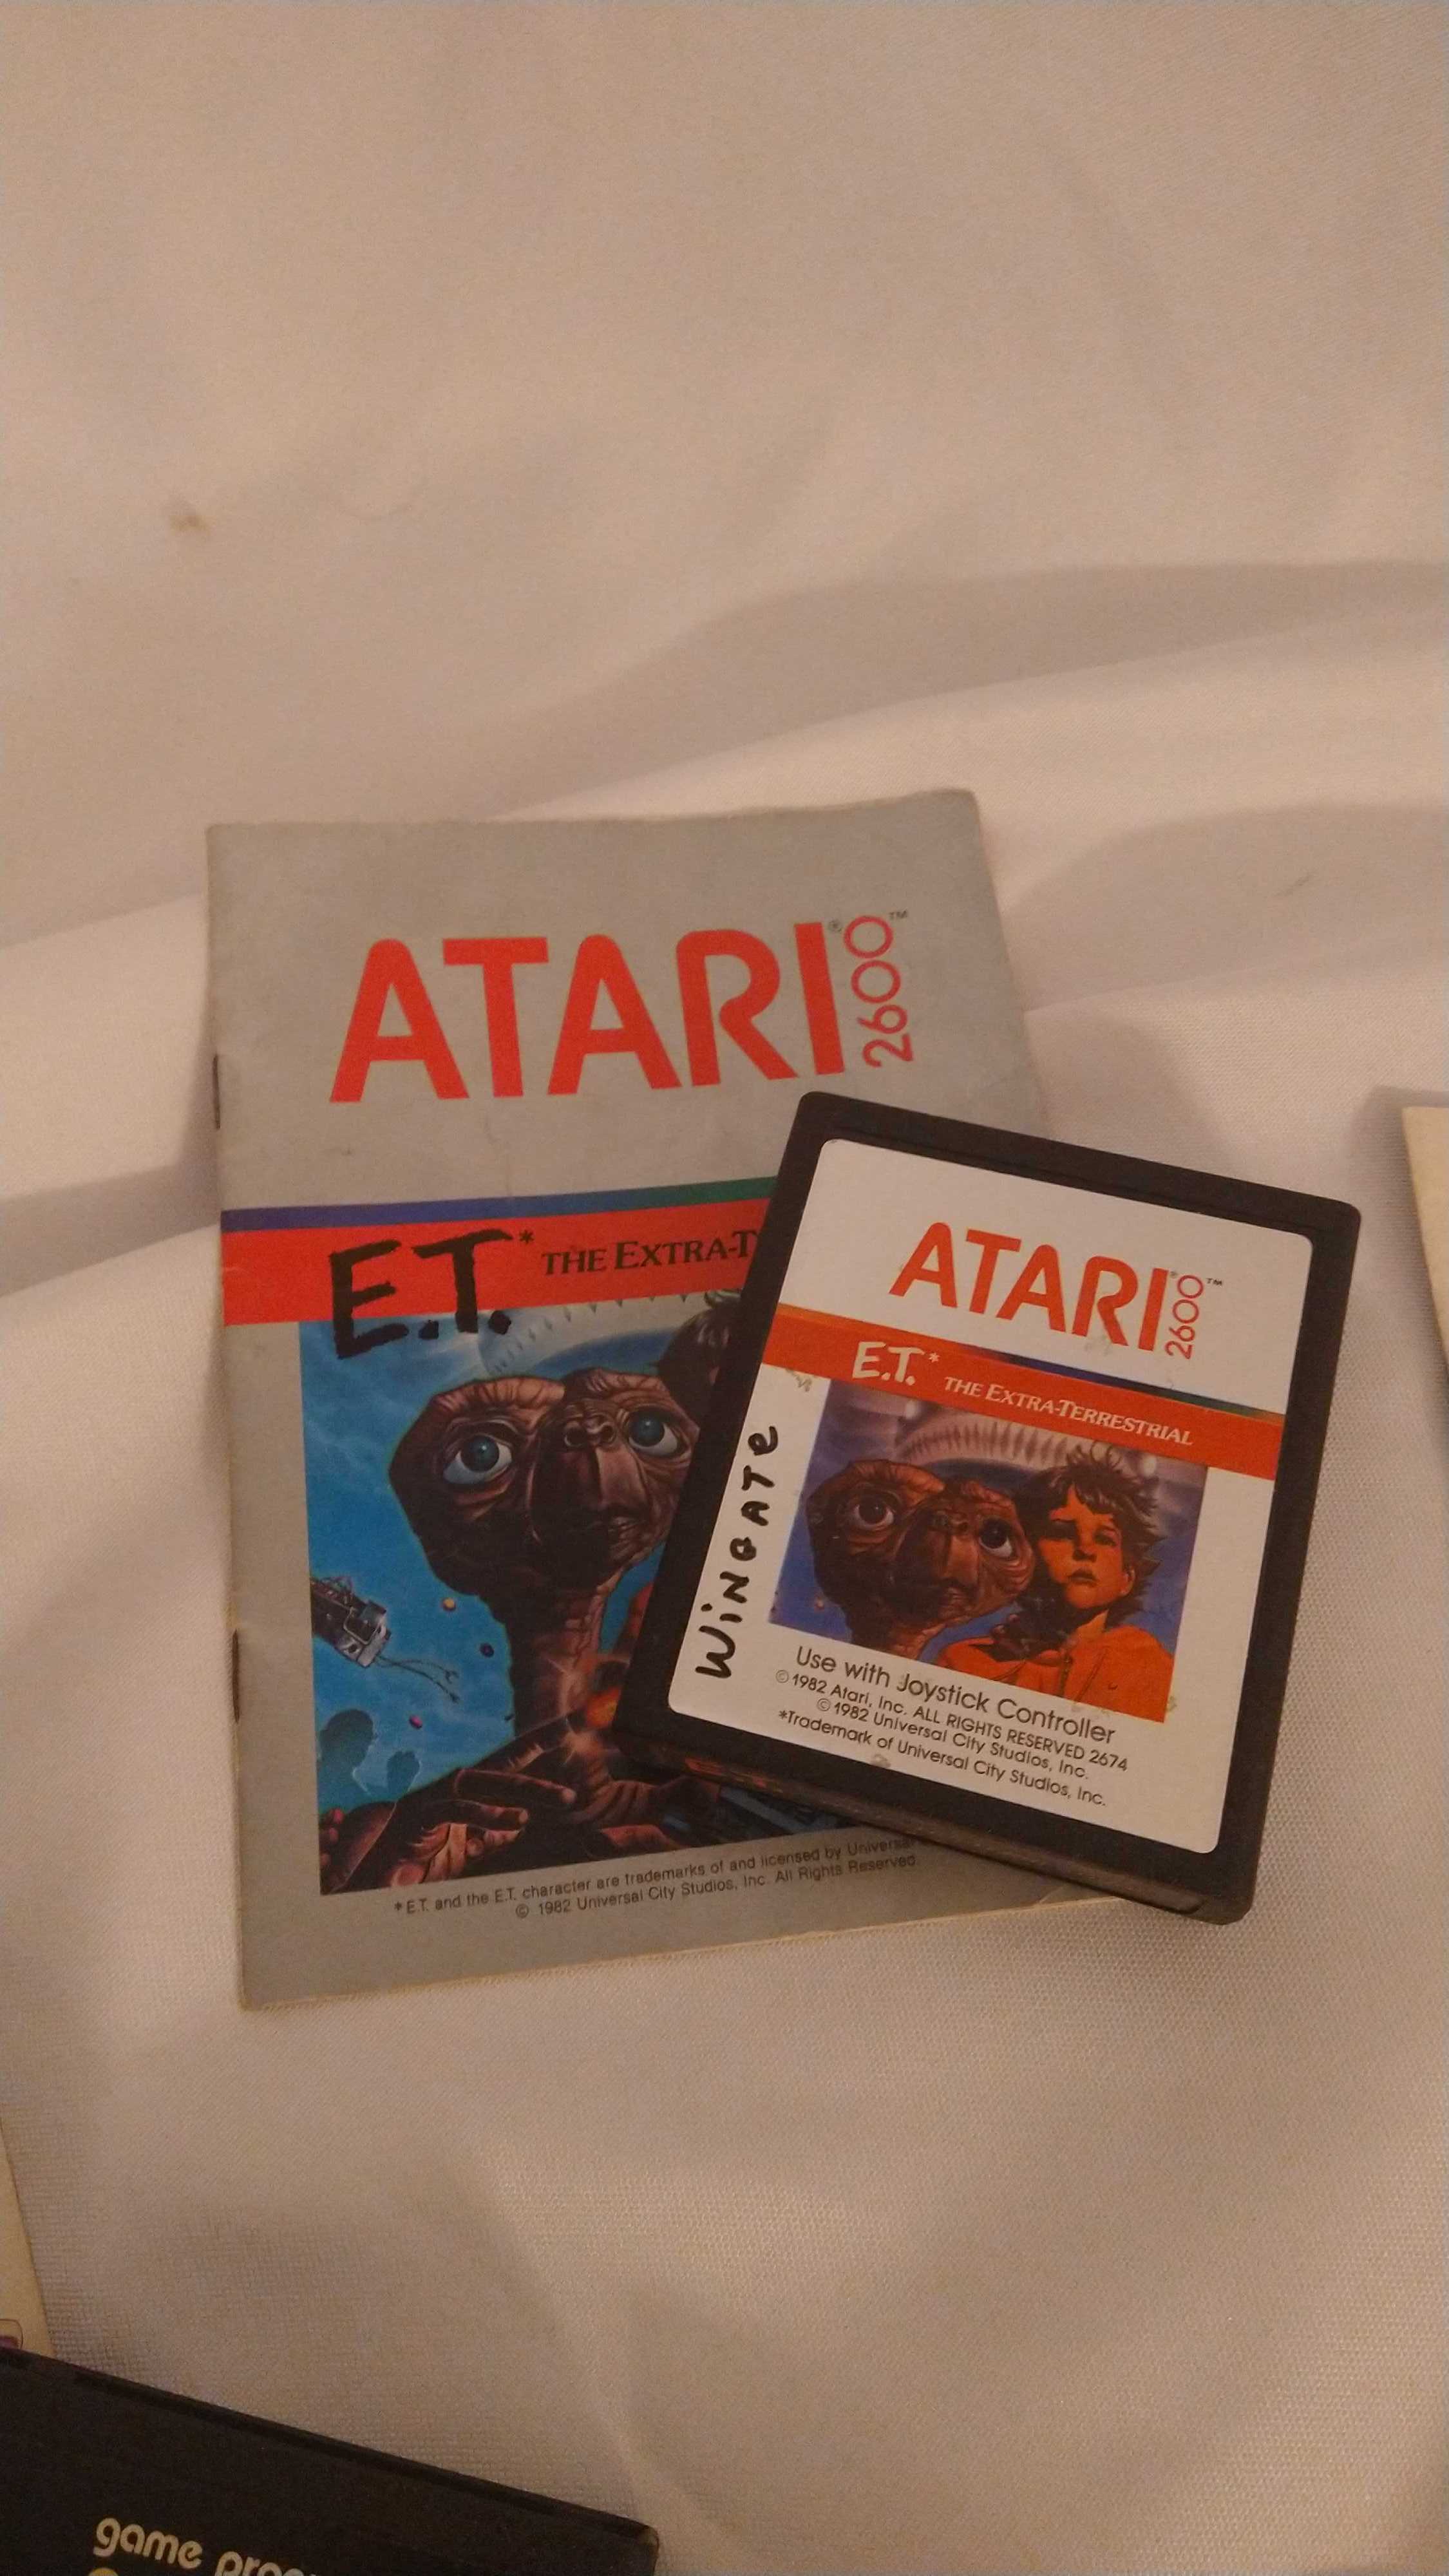 ATARI® 2600™
E.T.* THE EXTRA-T
* E.T. and the E.T. character are trademarks of and licensed by Universal
© 1982 Universal City Studios, Inc. All Rights Reserved.
ATARI® 2600™
E.T.* THE EXTRA-TERRESTRIAL
WiNGATe
Use with Joystick Controller
© 1982 Atari, Inc. ALL RIGHTS RESERVED 2674
© 1982 Universal City Studios, Inc.
*Trademark of Universal City Studios, Inc.
game